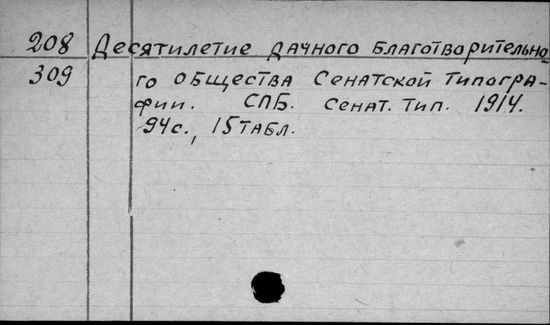 208 Десятилетие дачного благотворительно-
309 го общества Сенатской типогра-
фии. СПБ. Сенат. тип. 1914.
94с., 15 табл.